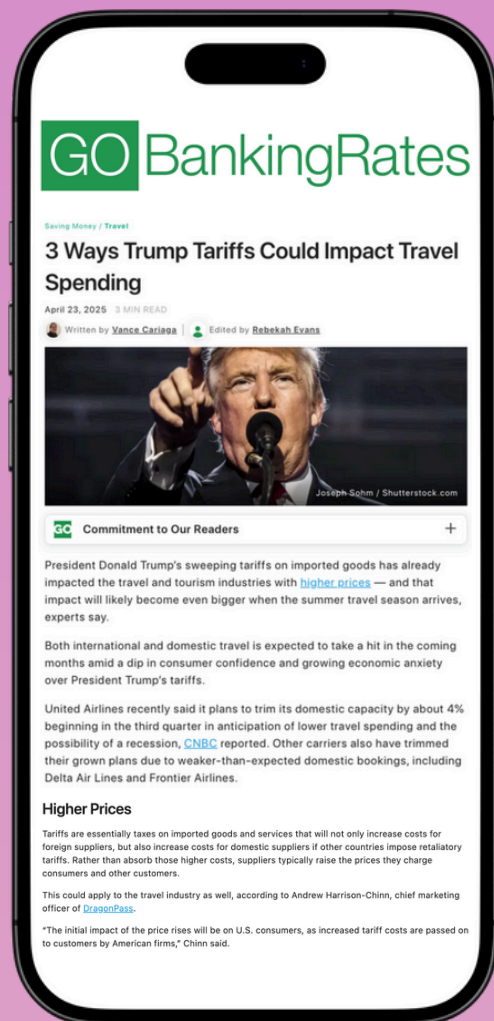 GO BankingRates
Saving Money / Travel
3 Ways Trump Tariffs Could Impact Travel
Spending
April 23, 2025 3 MIN READ
Written by Vance Cariaga | Edited by Rebekah Evans
Joseph Sohm / Shutterstock.com
GO Commitment to Our Readers +
President Donald Trump's sweeping tariffs on imported goods has already
impacted the travel and tourism industries with higher prices — and that
impact will likely become even bigger when the summer travel season arrives,
experts say.
Both international and domestic travel is expected to take a hit in the coming
months amid a dip in consumer confidence and growing economic anxiety
over President Trump's tariffs.
United Airlines recently said it plans to trim its domestic capacity by about 4%
beginning in the third quarter in anticipation of lower travel spending and the
possibility of a recession, CNBC reported. Other carriers also have trimmed
their grown plans due to weaker-than-expected domestic bookings, including
Delta Air Lines and Frontier Airlines.
Higher Prices
Tariffs are essentially taxes on imported goods and services that will not only increase costs for
foreign suppliers, but also increase costs for domestic suppliers if other countries impose retaliatory
tariffs. Rather than absorb those higher costs, suppliers typically raise the prices they charge
consumers and other customers.
This could apply to the travel industry as well, according to Andrew Harrison-Chinn, chief marketing
officer of DragonPass.
"The initial impact of the price rises will be on U.S. consumers, as increased tariff costs are passed on
to customers by American firms," Chinn said.